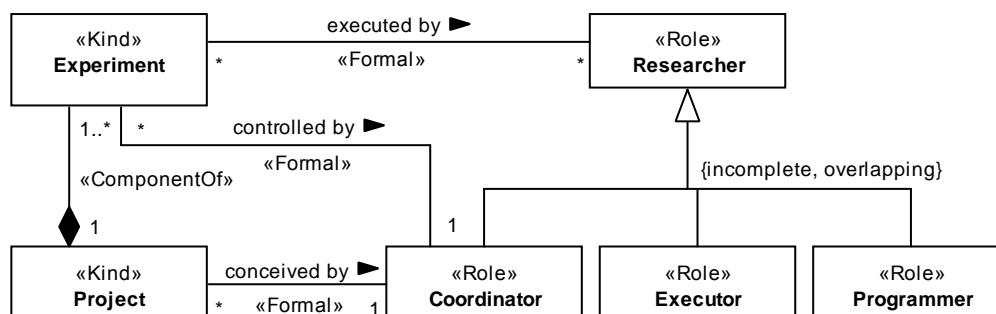 «Kind»
Experiment
executed by ►
«Formal»
*
*
«Role»
Researcher
1..*
*
controlled by ►
«Formal»
«ComponentOf»
{incomplete, overlapping}
1
1
«Kind»
Project
conceived by ►
«Formal»
*
1
«Role»
Coordinator
«Role»
Executor
«Role»
Programmer